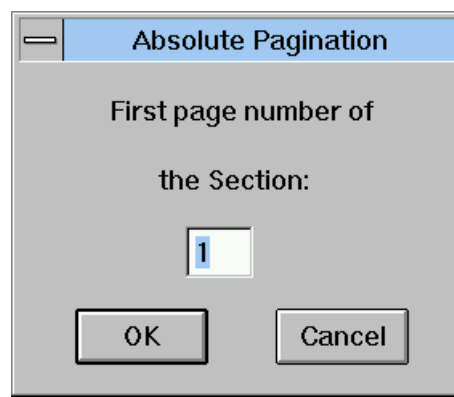 Absolute Pagination
First page number of
the Section:
1
OK Cancel